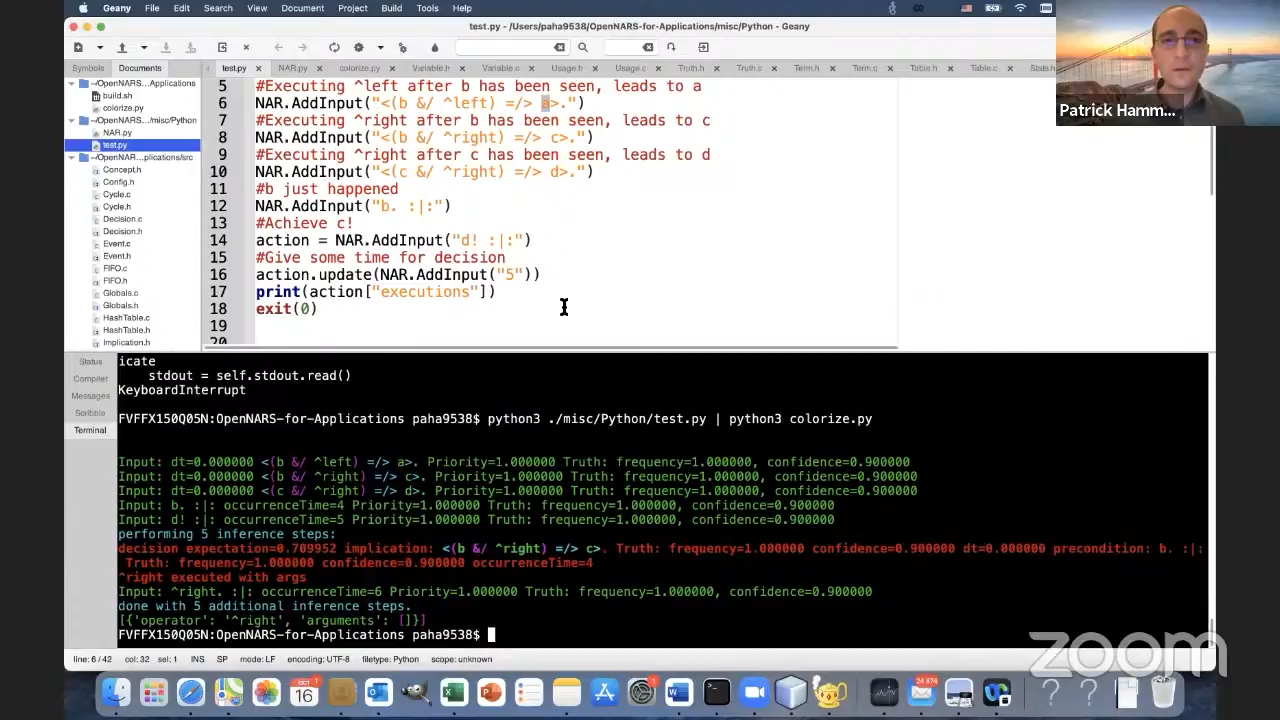 Geany File Edit Search View Document Project Build Tools Help
test.py - /Users/paha9538/OpenNARS-for-Applications/misc/Python - Geany
Symbols Documents
test.py NAR.py colorize.py Variable.h Variable.c Usage.h Usage.c Truth.h Truth.c Term.h Term.c Table.h Table.c Stats.h
~/OpenNARS...Applications
build.sh
colorize.py
~/OpenNAR.../misc/Python
NAR.py
test.py
~/OpenNAR...plications/src
Concept.h
Config.h
Cycle.c
Cycle.h
Decision.c
Decision.h
Event.c
Event.h
FIFO.c
FIFO.h
Globals.c
Globals.h
HashTable.c
HashTable.h
Implication.h
5 #Executing ^left after b has been seen, leads to a
6 NAR.AddInput("<(b &/ ^left) =/> a>.")
7 #Executing ^right after b has been seen, leads to c
8 NAR.AddInput("<(b &/ ^right) =/> c>.")
9 #Executing ^right after c has been seen, leads to d
10 NAR.AddInput("<(c &/ ^right) =/> d>.")
11 #b just happened
12 NAR.AddInput("b. :|:")
13 #Achieve c!
14 action = NAR.AddInput("d! :|:")
15 #Give some time for decision
16 action.update(NAR.AddInput("5"))
17 print(action["executions"])
18 exit(0)
19
20
Patrick Hamm...
Status
Compiler
Messages
Scribble
Terminal
icate
stdout = self.stdout.read()
KeyboardInterrupt
FVFFX150Q05N:OpenNARS-for-Applications paha9538$ python3 ./misc/Python/test.py | python3 colorize.py
Input: dt=0.000000 <(b &/ ^left) =/> a>. Priority=1.000000 Truth: frequency=1.000000, confidence=0.900000
Input: dt=0.000000 <(b &/ ^right) =/> c>. Priority=1.000000 Truth: frequency=1.000000, confidence=0.900000
Input: dt=0.000000 <(c &/ ^right) =/> d>. Priority=1.000000 Truth: frequency=1.000000, confidence=0.900000
Input: b. :|: occurrenceTime=4 Priority=1.000000 Truth: frequency=1.000000, confidence=0.900000
Input: d! :|: occurrenceTime=5 Priority=1.000000 Truth: frequency=1.000000, confidence=0.900000
performing 5 inference steps:
decision expectation=0.709952 implication: <(b &/ ^right) =/> c>. Truth: frequency=1.000000 confidence=0.900000 dt=0.000000 precondition: b. :|:
Truth: frequency=1.000000 confidence=0.900000 occurrenceTime=4
^right executed with args
Input: ^right. :|: occurrenceTime=6 Priority=1.000000 Truth: frequency=1.000000, confidence=0.900000
done with 5 additional inference steps.
[{'operator': '^right', 'arguments': []}]
FVFFX150Q05N:OpenNARS-for-Applications paha9538$
line: 6 / 42 col: 32 sel: 1 INS SP mode: LF encoding: UTF-8 filetype: Python scope: unknown
zoom
OCT
16
24 874